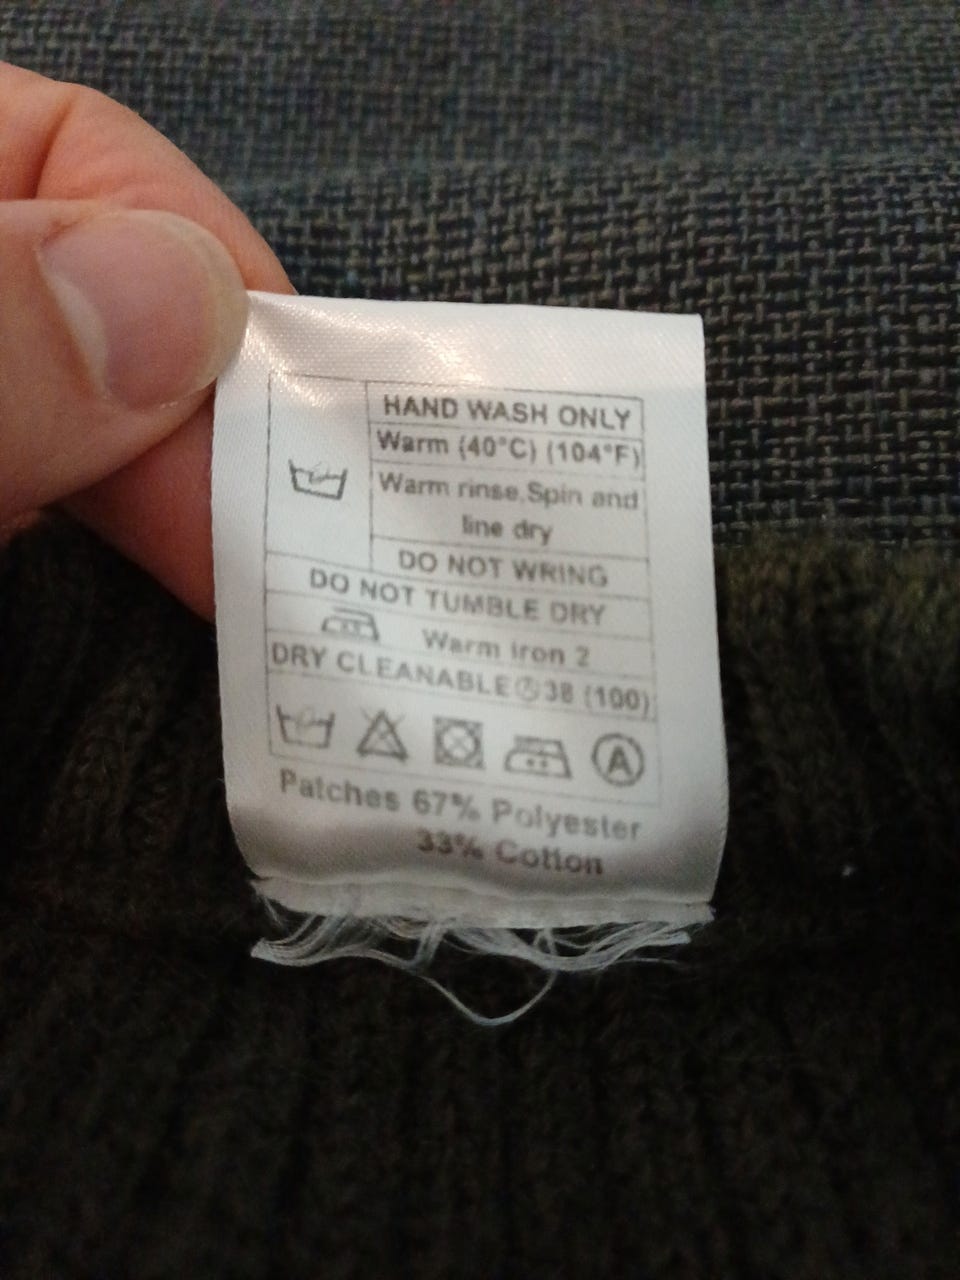 HAND WASH ONLY
Warm (40°C) (104°F)
Warm rinse,Spin and
line dry
DO NOT WRING
DO NOT TUMBLE DRY
Warm iron 2
DRY CLEANABLE Ⓐ 38 (100)
A
Patches 67% Polyester
33% Cotton